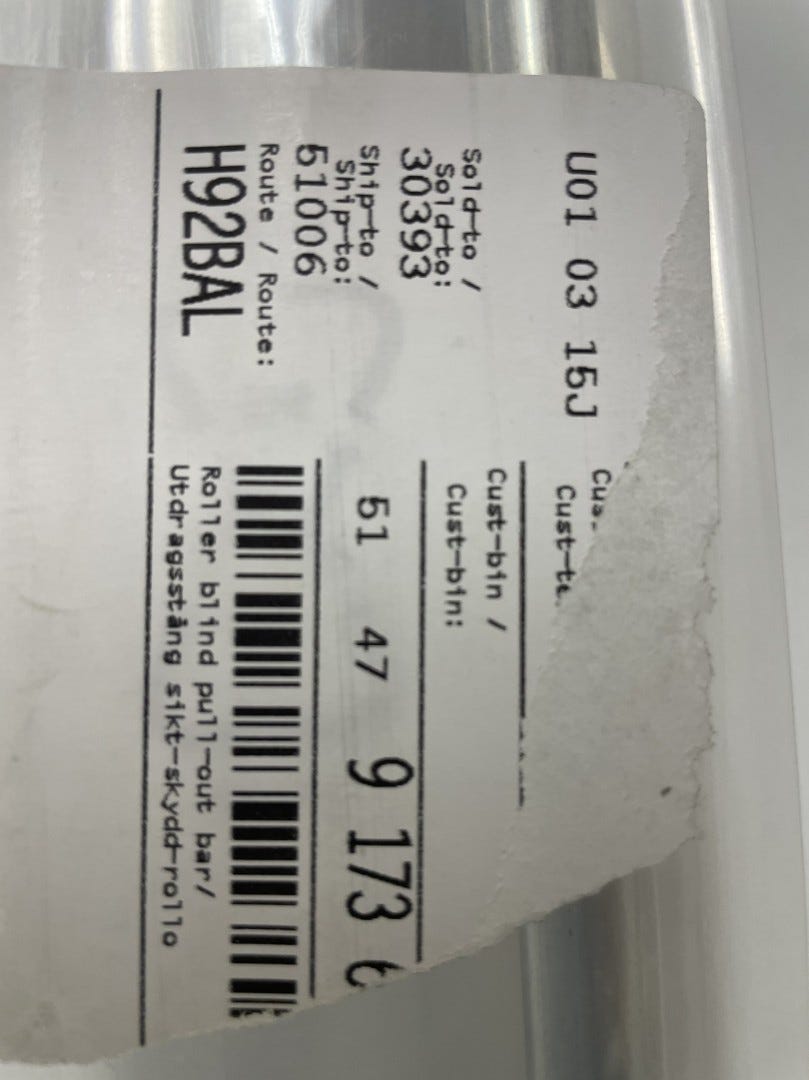 U01 03 15J
Sold-to /
Sold-to:
30393
Ship-to /
Ship-to:
51006
Route / Route:
H92BAL
Cust-bin /
Cust-bin:
51 47 9 173
Roller blind pull-out bar/
Utdragsstång sikt-skydd-rollo